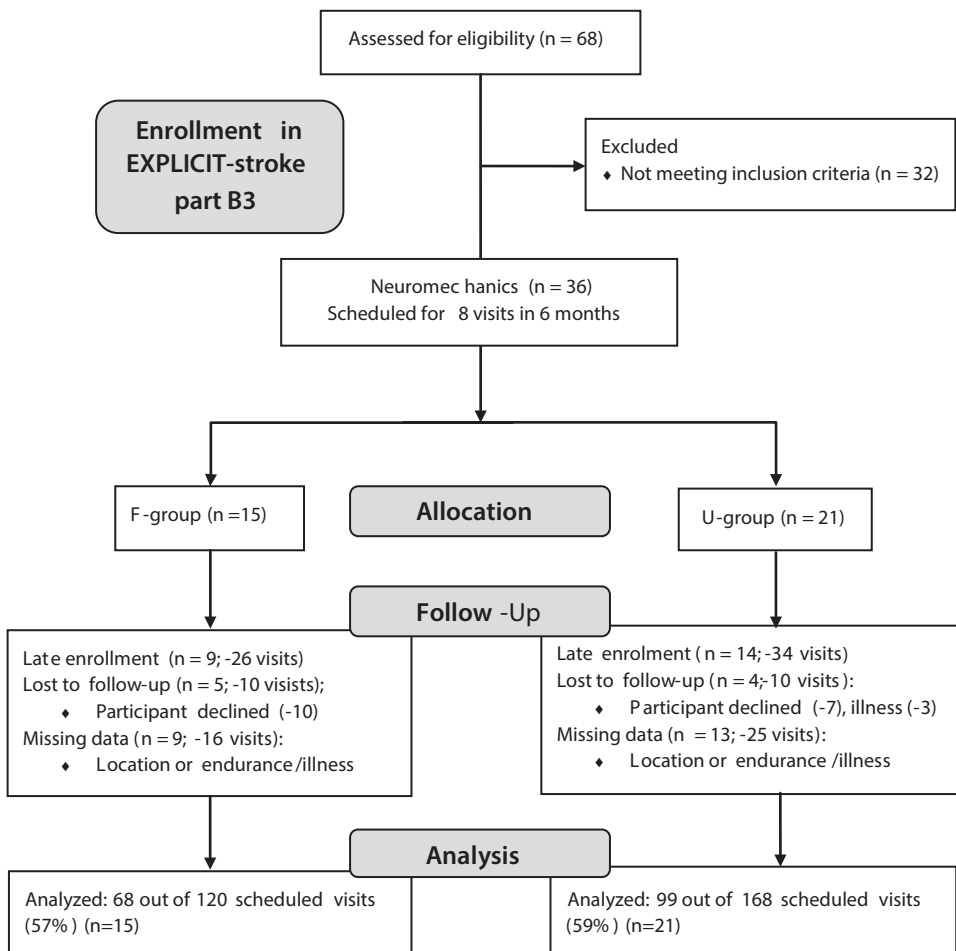 Assessed for eligibility (n = 68)
Enrollment in
EXPLICIT-stroke
part B3
Excluded
♦ Not meeting inclusion criteria (n = 32)
Neuromec hanics (n = 36)
Scheduled for 8 visits in 6 months
F-group (n =15)
Allocation
U-group (n = 21)
Follow -Up
Late enrollment (n = 9; -26 visits)
Lost to follow-up (n = 5; -10 visists);
♦ Participant declined (-10)
Missing data (n = 9; -16 visits):
♦ Location or endurance /illness
Late enrolment ( n = 14; -34 visits)
Lost to follow-up ( n = 4;-10 visits ):
♦ Participant declined (-7), illness (-3)
Missing data (n = 13; -25 visits):
♦ Location or endurance /illness
Analysis
Analyzed: 68 out of 120 scheduled visits
(57% ) (n=15)
Analyzed: 99 out of 168 scheduled visits
(59% ) (n=21)